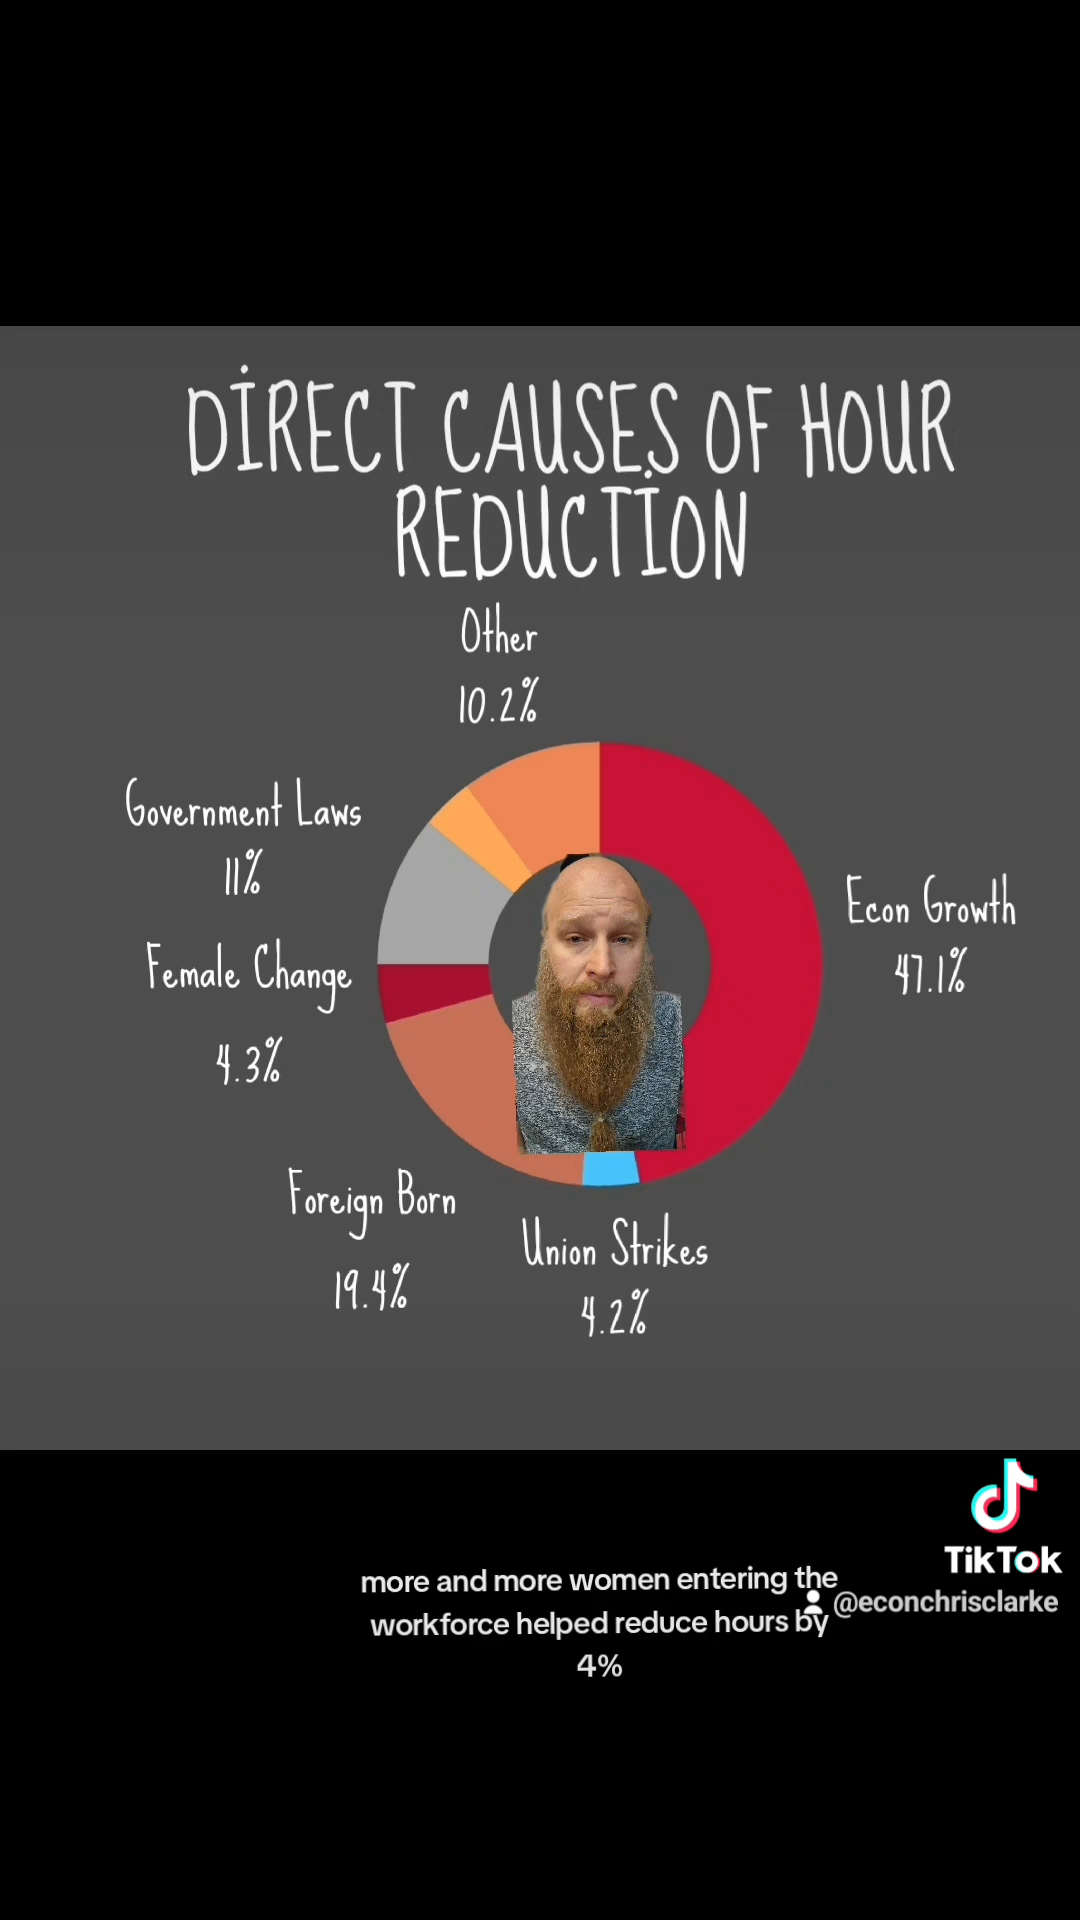 DIRECT CAUSES OF HOUR
REDUCTION
Other
10.2%
Government Laws
11%
Econ Growth
47.1%
Female Change
4.3%
Foreign Born
19.4%
Union Strikes
4.2%
TikTok
@econchrisclarke
more and more women entering the
workforce helped reduce hours by
4%